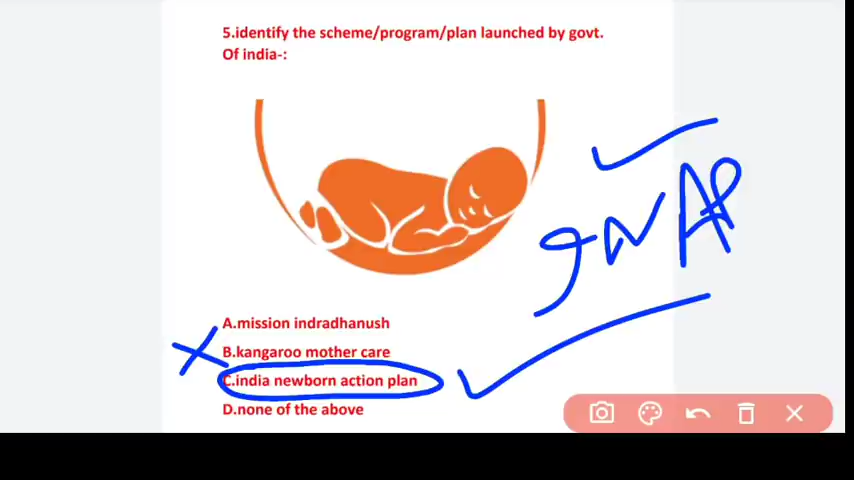 5.identify the scheme/program/plan launched by govt.
Of india-:
INAP
A.mission indradhanush
B.kangaroo mother care
C.india newborn action plan
D.none of the above